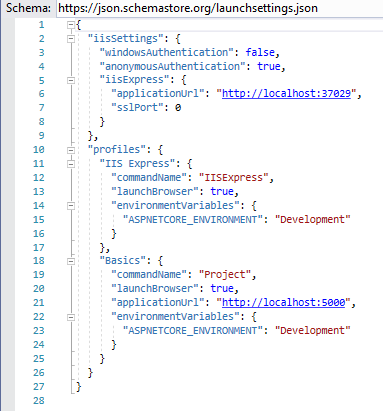 Schema: https://json.schemastore.org/launchsettings.json
1 {
2 "iisSettings": {
3 "windowsAuthentication": false,
4 "anonymousAuthentication": true,
5 "iisExpress": {
6 "applicationUrl": "http://localhost:37029",
7 "sslPort": 0
8 }
9 },
10 "profiles": {
11 "IIS Express": {
12 "commandName": "IISExpress",
13 "launchBrowser": true,
14 "environmentVariables": {
15 "ASPNETCORE_ENVIRONMENT": "Development"
16 }
17 },
18 "Basics": {
19 "commandName": "Project",
20 "launchBrowser": true,
21 "applicationUrl": "http://localhost:5000",
22 "environmentVariables": {
23 "ASPNETCORE_ENVIRONMENT": "Development"
24 }
25 }
26 }
27 }
28